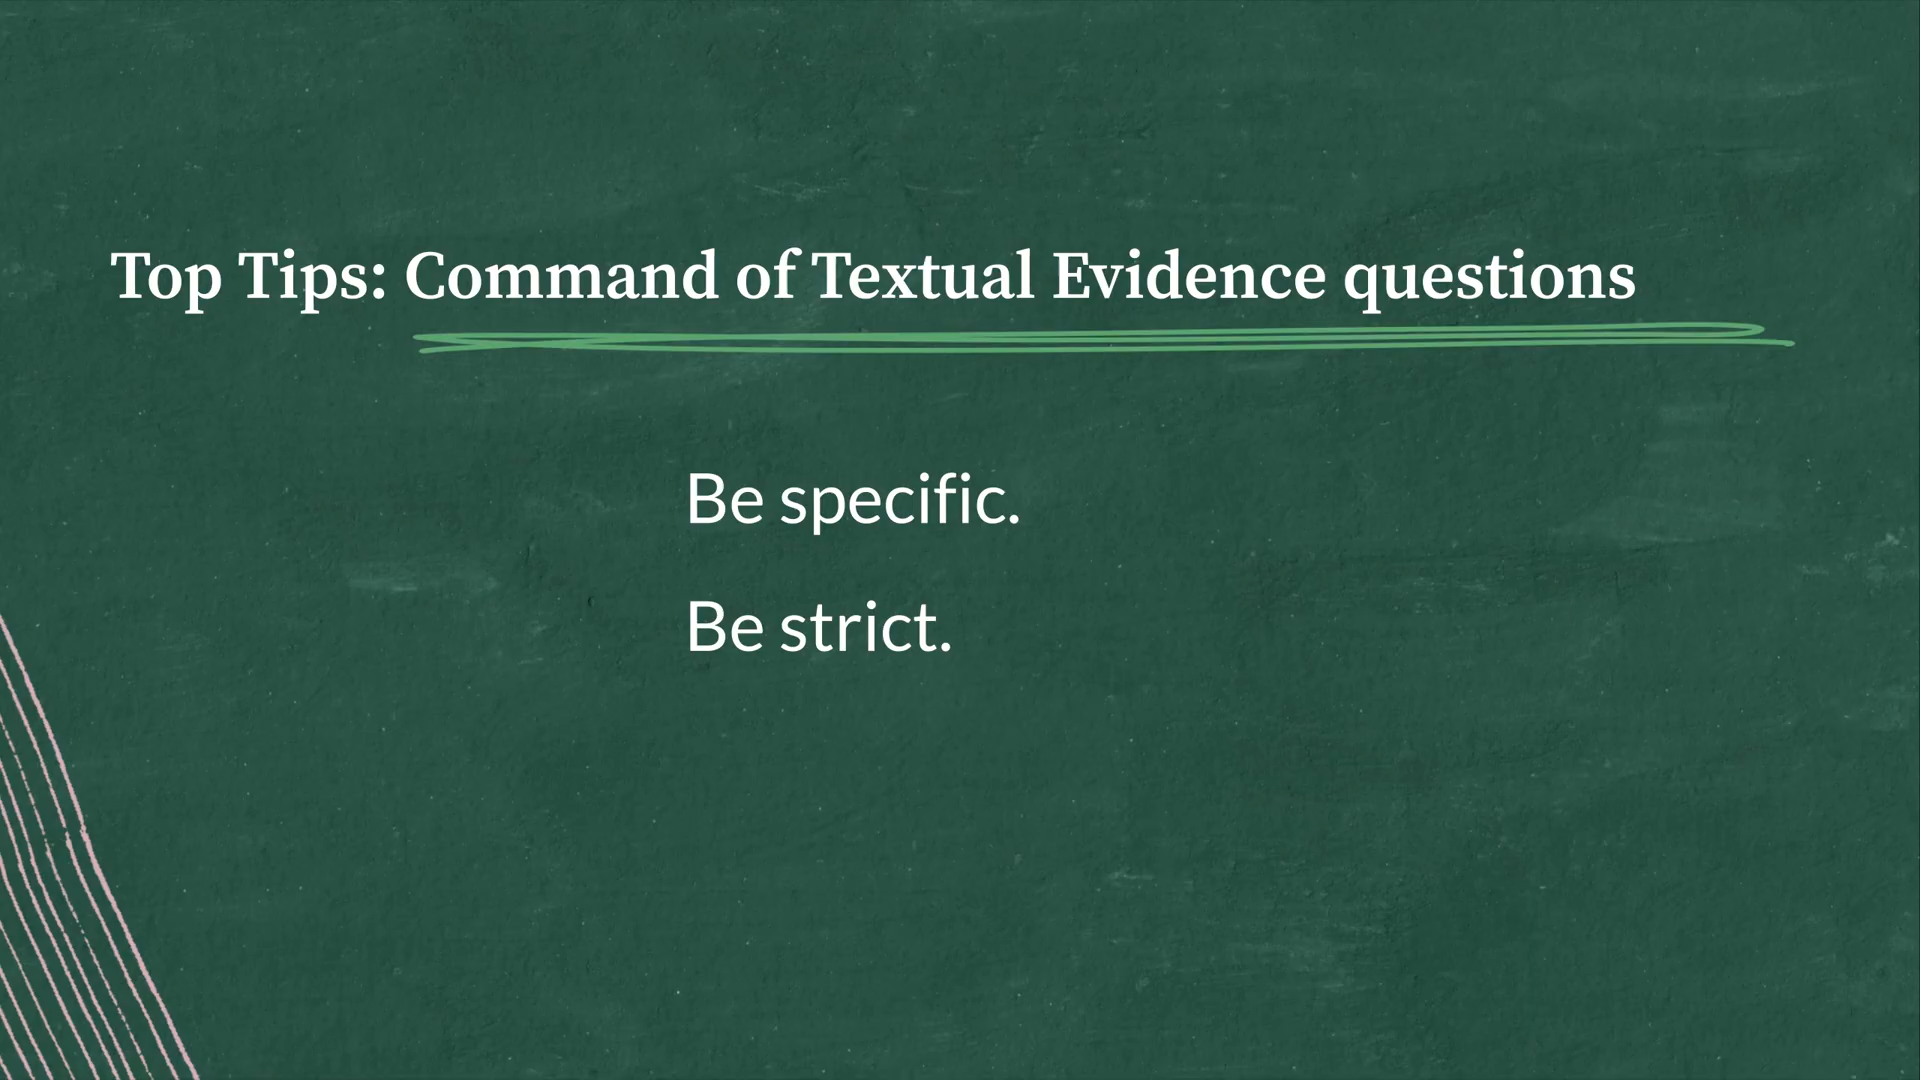 Top Tips: Command of Textual Evidence questions
Be specific.
Be strict.